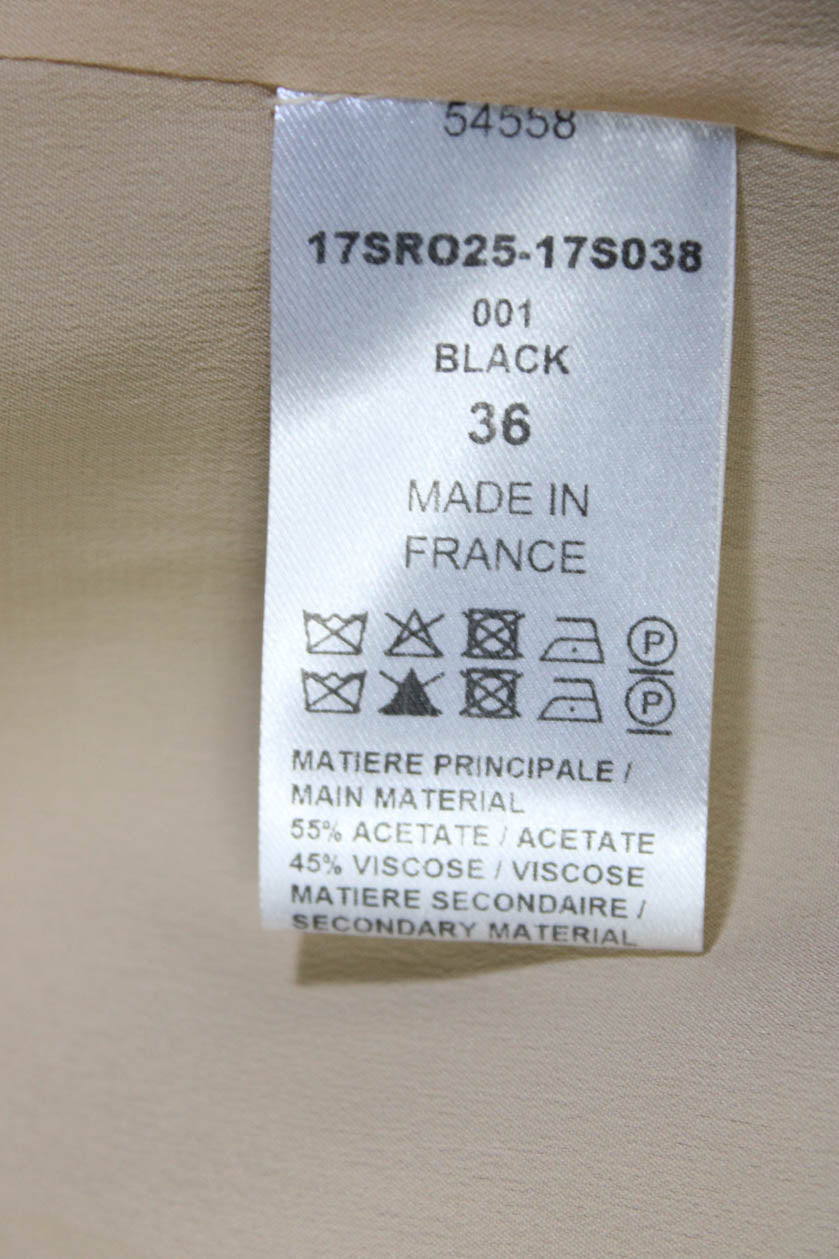 54558
17SRO25-17S038
001
BLACK
36
MADE IN
FRANCE
P
P
MATIERE PRINCIPALE /
MAIN MATERIAL
55% ACETATE / ACETATE
45% VISCOSE / VISCOSE
MATIERE SECONDAIRE /
SECONDARY MATERIAL